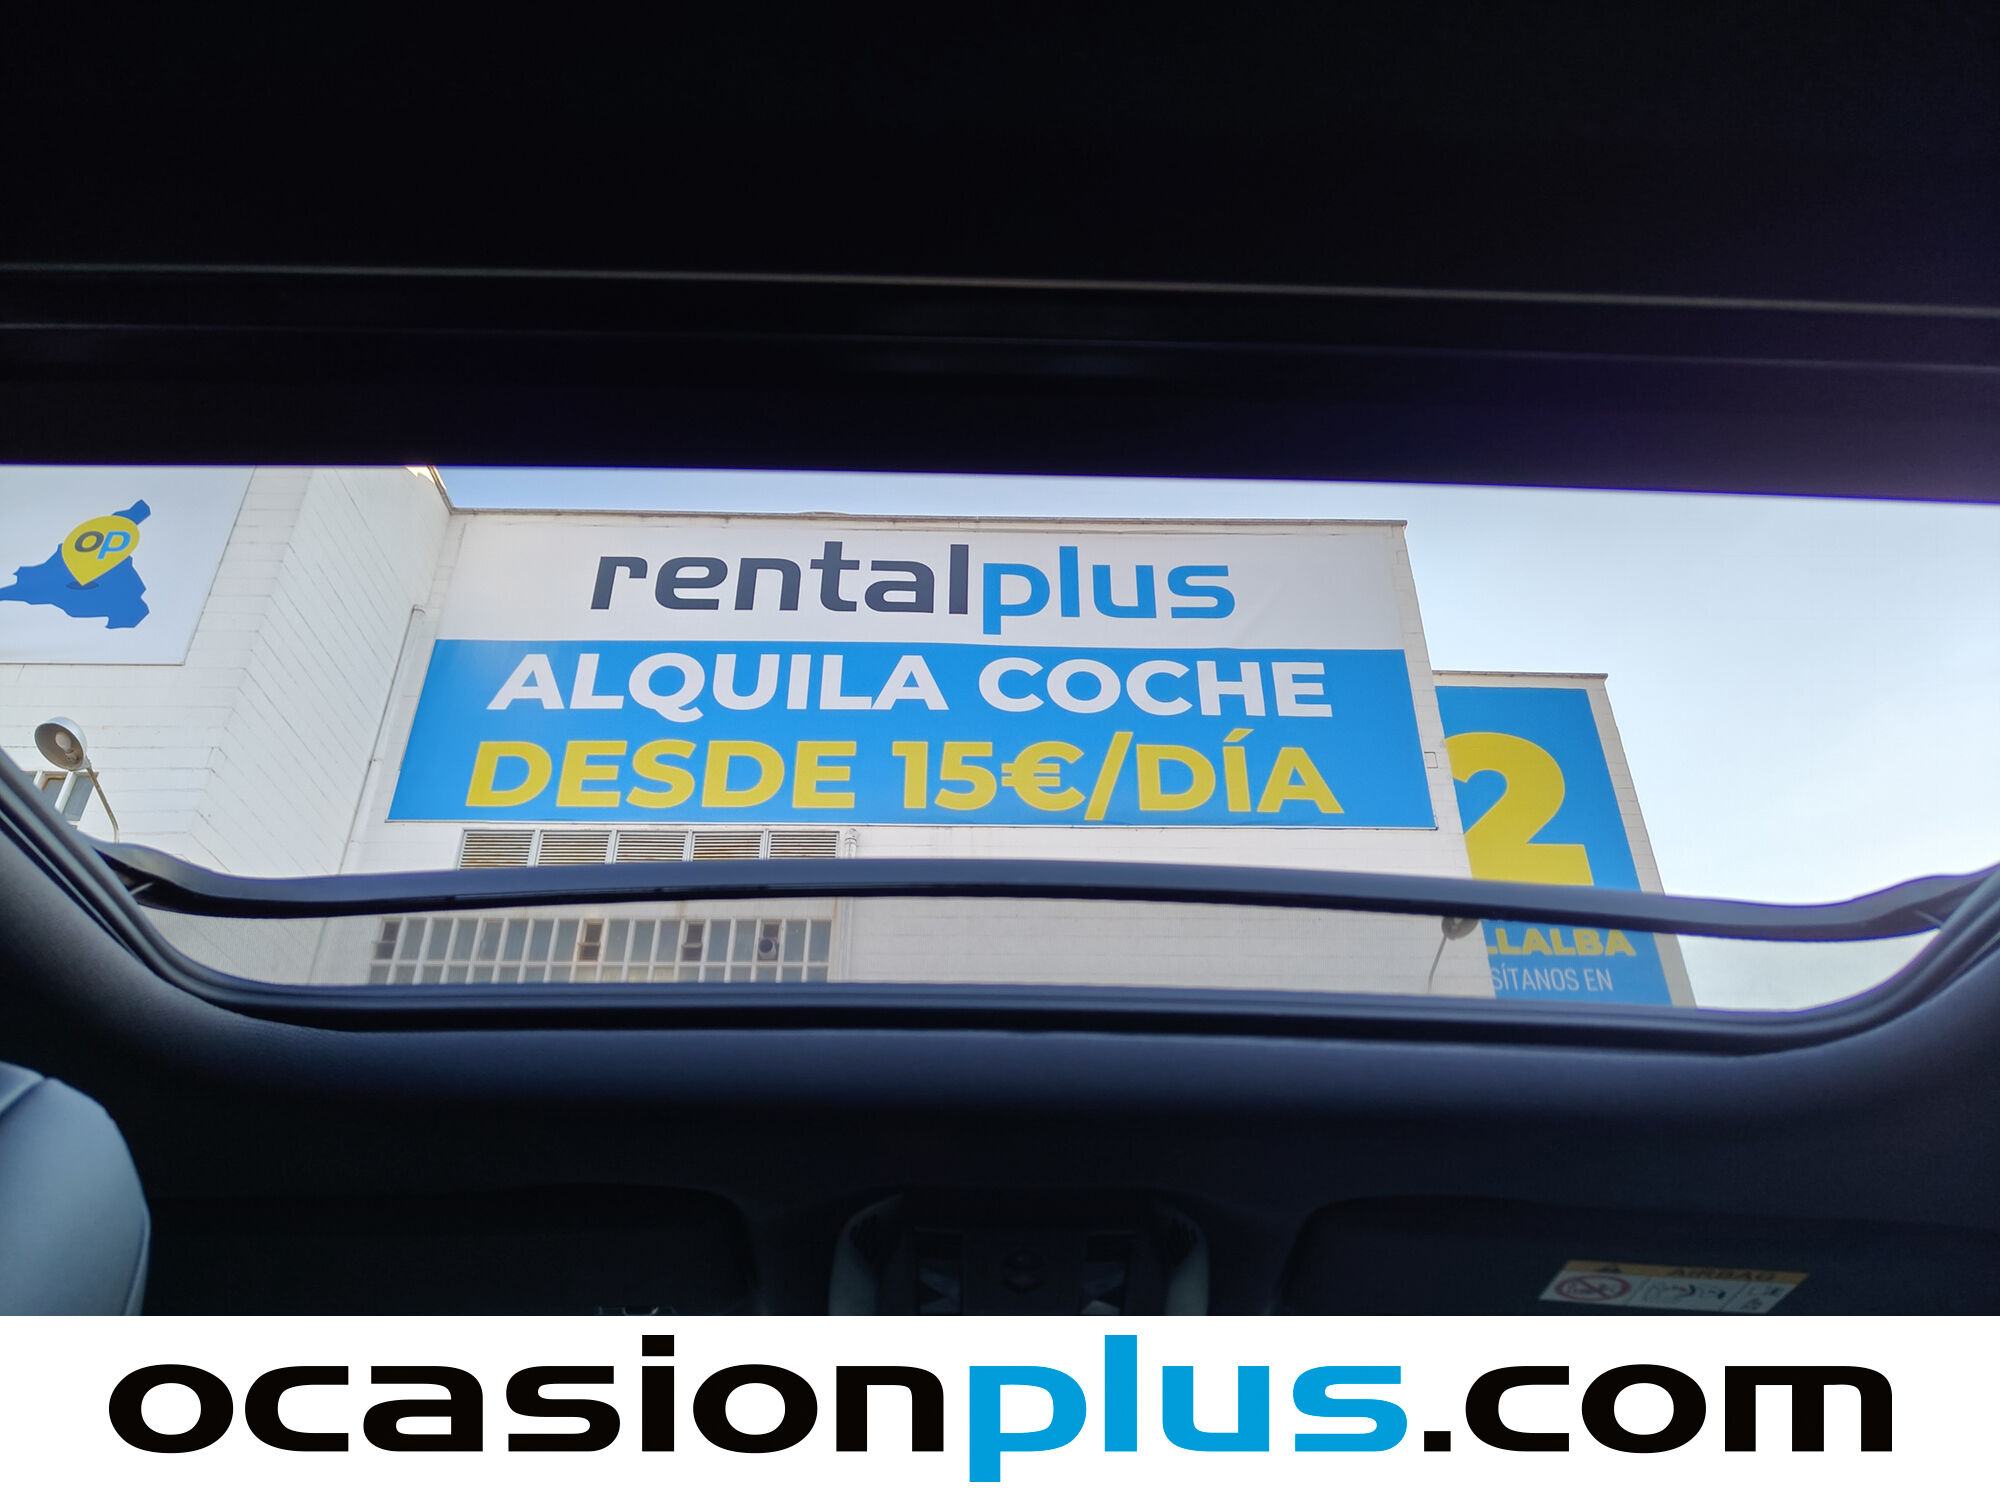 op
rentalplus
ALQUILA COCHE
DESDE 15€/DÍA
2
LLALBA
SÍTANOS EN
AIRBAG
ocasionplus.com